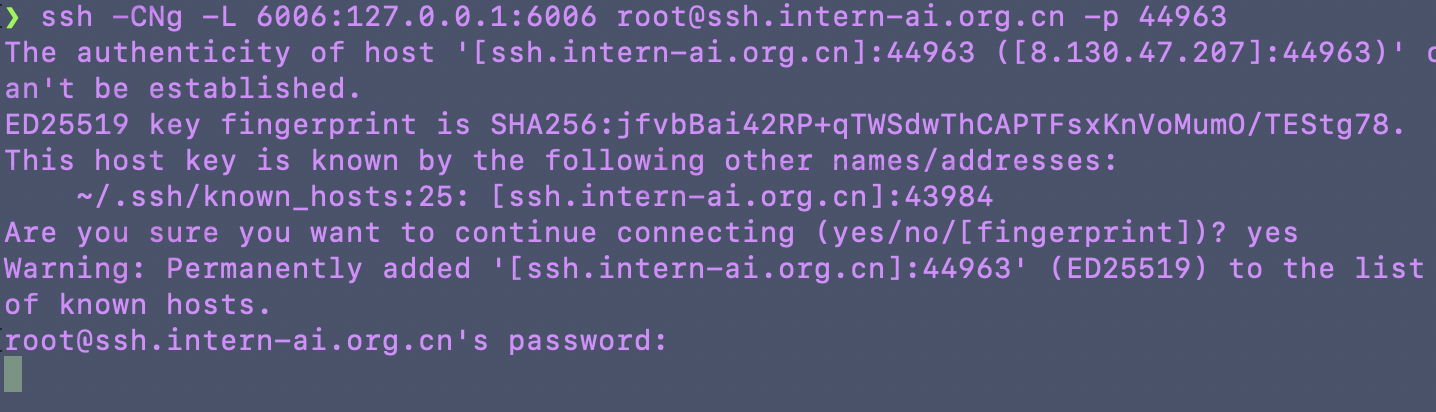 ❯ ssh -CNg -L 6006:127.0.0.1:6006 root@ssh.intern-ai.org.cn -p 44963
The authenticity of host '[ssh.intern-ai.org.cn]:44963 ([8.130.47.207]:44963)' c
an't be established.
ED25519 key fingerprint is SHA256:jfvbBai42RP+qTWSdwThCAPTFsxKnVoMumO/TEStg78.
This host key is known by the following other names/addresses:
    ~/.ssh/known_hosts:25: [ssh.intern-ai.org.cn]:43984
Are you sure you want to continue connecting (yes/no/[fingerprint])? yes
Warning: Permanently added '[ssh.intern-ai.org.cn]:44963' (ED25519) to the list
of known hosts.
root@ssh.intern-ai.org.cn's password: